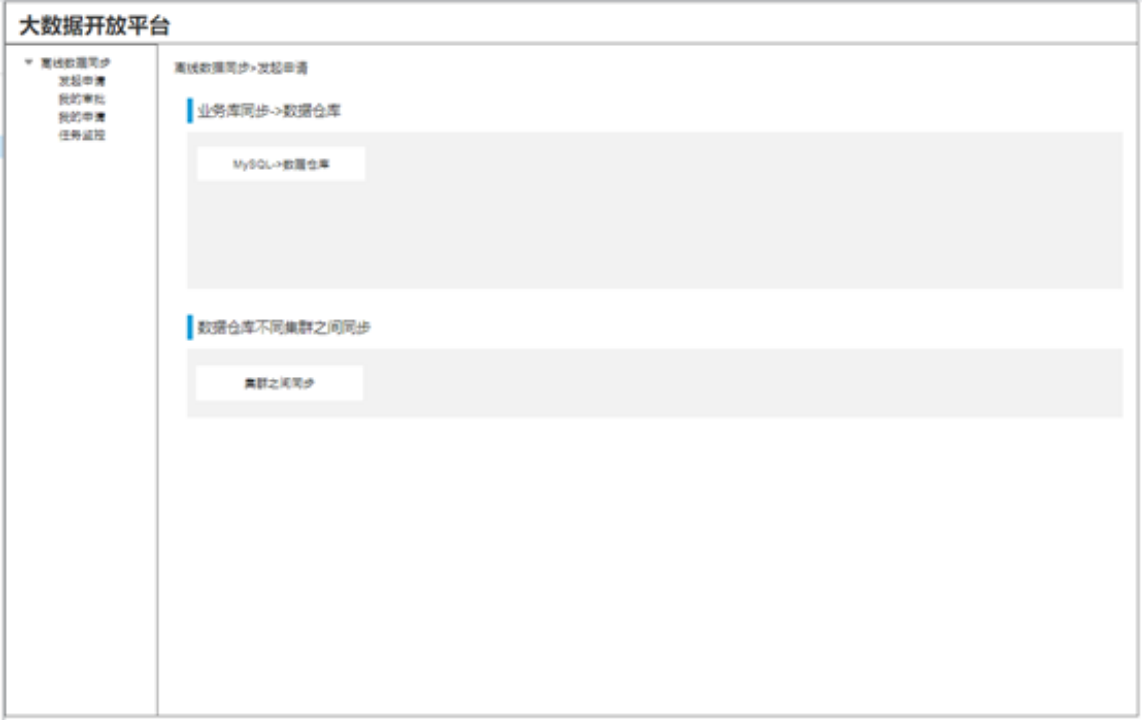 大数据开放平台
离线数据同步
发起申请
我的审批
我的申请
任务监控
离线数据同步>发起申请
业务库同步->数据仓库
MySQL->数据仓库
数据仓库不同集群之间同步
集群之间同步